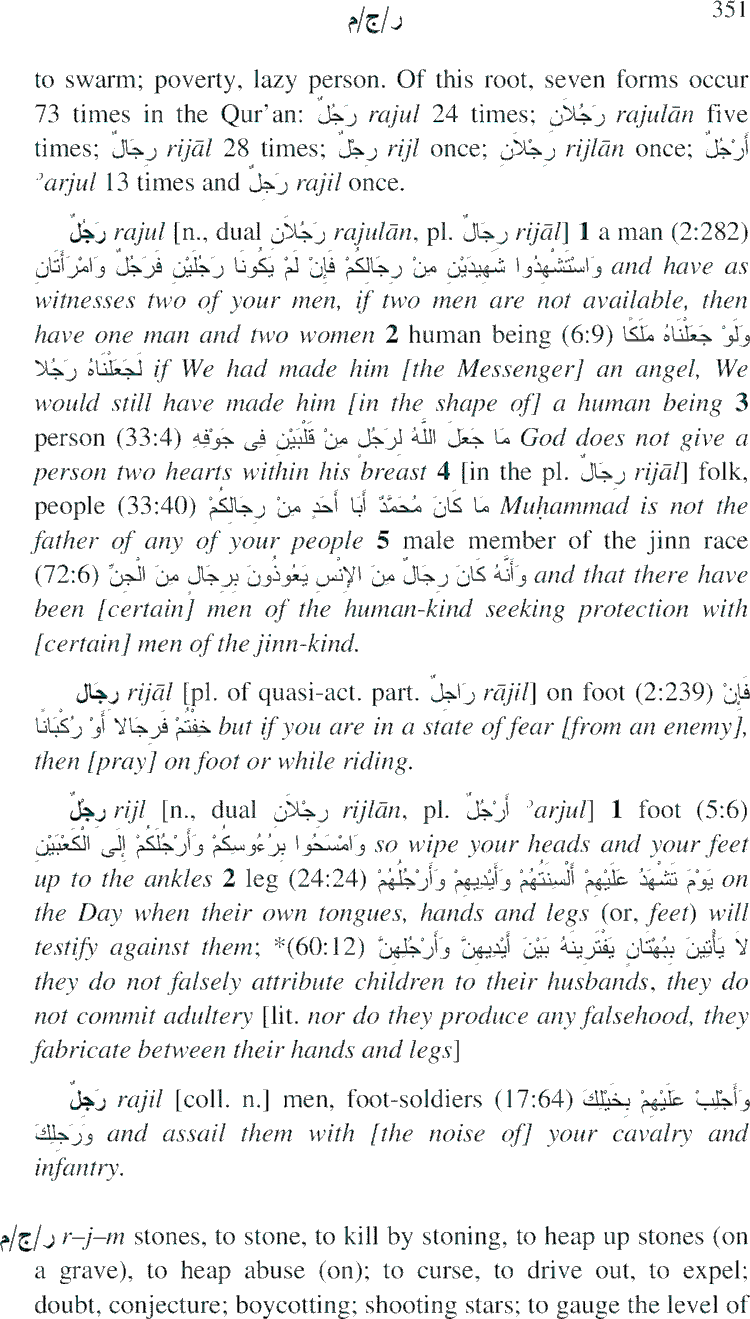 ر/ج/م 351
to swarm; poverty, lazy person. Of this root, seven forms occur
73 times in the Qur'an: رَجُلٌ rajul 24 times; رَجُلاَنِ rajulān five
times; رِجَالٌ rijāl 28 times; رِجْلٌ rijl once; رِجْلاَنِ rijlān once; أَرْجُلٌ
ʾarjul 13 times and رَجِلٌ rajil once.
رَجُلٌ rajul [n., dual رَجُلاَنِ rajulān, pl. رِجَالٌ rijāl] 1 a man (2:282)
وَاسْتَشْهِدُوا شَهِيدَيْنِ مِنْ رِجَالِكُمْ فَإِنْ لَمْ يَكُونَا رَجُلَيْنِ فَرَجُلٌ وَامْرَأَتَانِ and have as
witnesses two of your men, if two men are not available, then
have one man and two women 2 human being (6:9) وَلَوْ جَعَلْنَاهُ مَلَكًا
لَجَعَلْنَاهُ رَجُلا if We had made him [the Messenger] an angel, We
would still have made him [in the shape of] a human being 3
person (33:4) مَا جَعَلَ اللَّهُ لِرَجُلٍ مِنْ قَلْبَيْنِ فِى جَوْفِهِ God does not give a
person two hearts within his breast 4 [in the pl. رِجَالٌ rijāl] folk,
people (33:40) مَا كَانَ مُحَمَّدٌ أَبَا أَحَدٍ مِنْ رِجَالِكُمْ Muḥammad is not the
father of any of your people 5 male member of the jinn race
(72:6) وَأَنَّهُ كَانَ رِجَالٌ مِنَ الإِنْسِ يَعُوذُونَ بِرِجَالٍ مِنَ الْجِنِّ and that there have
been [certain] men of the human-kind seeking protection with
[certain] men of the jinn-kind.
رِجَال rijāl [pl. of quasi-act. part. رَاجِلٌ rājil] on foot (2:239) فَإِنْ
خِفْتُمْ فَرِجَالا أَوْ رُكْبَانًا but if you are in a state of fear [from an enemy],
then [pray] on foot or while riding.
رِجْلٌ rijl [n., dual رِجْلاَنِ rijlān, pl. أَرْجُلٌ ʾarjul] 1 foot (5:6)
وَامْسَحُوا بِرُءُوسِكُمْ وَأَرْجُلَكُمْ إِلَى الْكَعْبَيْنِ so wipe your heads and your feet
up to the ankles 2 leg (24:24) يَوْمَ تَشْهَدُ عَلَيْهِمْ أَلْسِنَتُهُمْ وَأَيْدِيهِمْ وَأَرْجُلُهُمْ on
the Day when their own tongues, hands and legs (or, feet) will
testify against them; *(60:12) لاَ يَأْتِينَ بِبُهْتَانٍ يَفْتَرِينَهُ بَيْنَ أَيْدِيهِنَّ وَأَرْجُلِهِنَّ
they do not falsely attribute children to their husbands, they do
not commit adultery [lit. nor do they produce any falsehood, they
fabricate between their hands and legs]
رَجِلٌ rajil [coll. n.] men, foot-soldiers (17:64) وَأَجْلِبْ عَلَيْهِمْ بِخَيْلِكَ
وَرَجِلِكَ and assail them with [the noise of] your cavalry and
infantry.
ر/ج/م r–j–m stones, to stone, to kill by stoning, to heap up stones (on
a grave), to heap abuse (on); to curse, to drive out, to expel;
doubt, conjecture; boycotting; shooting stars; to gauge the level of